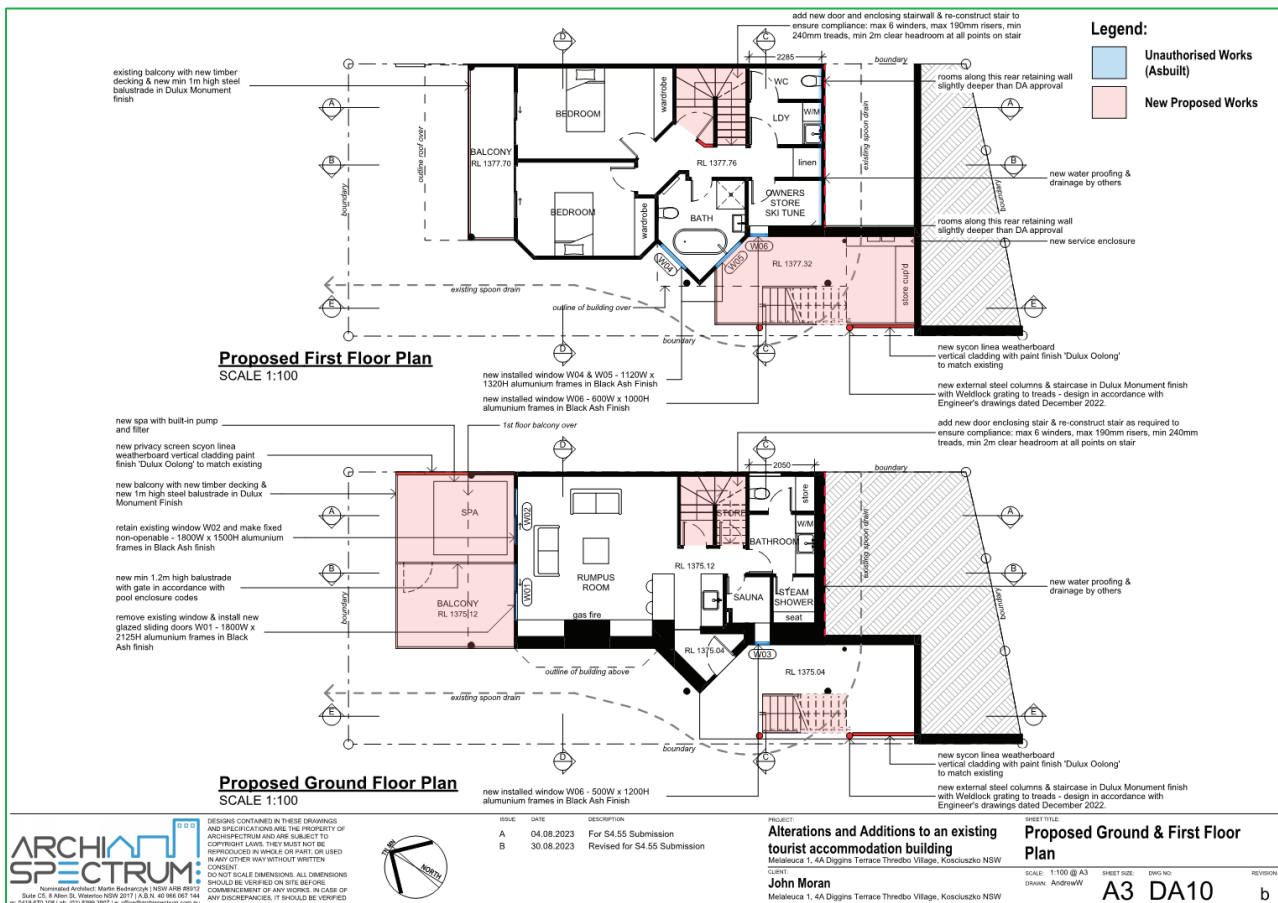 add new door and enclosing stairwall & re-construct stair to
ensure compliance: max 6 winders, max 190mm risers, min
240mm treads, min 2m clear headroom at all points on stair
Legend:
Unauthorised Works
(Asbuilt)
New Proposed Works
existing balcony with new timber
decking & new min 1m high steel
balustrade in Dulux Monument
finish
D
C
2285
boundary
rooms along this rear retaining wall
slightly deeper than DA approval
A
B
E
boundary
outline roof over
BALCONY
RL 1377.70
BEDROOM
wardrobe
BEDROOM
wardrobe
WC
W/M
LDY
RL 1377.76
linen
OWNERS
STORE
SKI TUNE
BATH
W04
W05
W06
RL 1377.32
store cup'd
existing spoon drain
A
B
boundary
E
new water proofing &
drainage by others
rooms along this rear retaining wall
slightly deeper than DA approval
new service enclosure
existing spoon drain
outline of building over
boundary
D
C
Proposed First Floor Plan
SCALE 1:100
new installed window W04 & W05 - 1120W x
1320H alumunium frames in Black Ash Finish
new installed window W06 - 600W x 1000H
alumunium frames in Black Ash Finish
new sycon linea weatherboard
vertical cladding with paint finish 'Dulux Oolong'
to match existing
new external steel columns & staircase in Dulux Monument finish
with Weldlock grating to treads - design in accordance with
Engineer's drawings dated December 2022.
new spa with built-in pump
and filter
new privacy screen scyon linea
weatherboard vertical cladding paint
finish 'Dulux Oolong' to match existing
new balcony with new timber decking &
new 1m high steel balustrade in Dulux
Monument Finish
retain existing window W02 and make fixed
non-openable - 1800W x 1500H alumunium
frames in Black Ash finish
new min 1.2m high balustrade
with gate in accordance with
pool enclosure codes
remove existing window & install new
glazed sliding doors W01 - 1800W x
2125H alumunium frames in Black
Ash finish
1st floor balcony over
add new door enclosing stair & re-construct stair as required to
ensure compliance: max 6 winders, max 190mm risers, min 240mm
treads, min 2m clear headroom at all points on stair
D
C
2050
boundary
A
B
E
boundary
SPA
BALCONY
RL 1375.12
W02
W01
RUMPUS
ROOM
gas fire
STORE
store
W/M
BATHROOM
RL 1375.12
SAUNA
STEAM
SHOWER
seat
RL 1375.04
W03
RL 1375.04
existing spoon drain
A
B
boundary
E
new water proofing &
drainage by others
outline of building above
existing spoon drain
boundary
D
C
Proposed Ground Floor Plan
SCALE 1:100
new installed window W06 - 500W x 1200H
alumunium frames in Black Ash Finish
new sycon linea weatherboard
vertical cladding with paint finish 'Dulux Oolong'
to match existing
new external steel columns & staircase in Dulux Monument finish
with Weldlock grating to treads - design in accordance with
Engineer's drawings dated December 2022.
ARCHI
SPECTRUM
Nominated Architect: Martin Bednarczyk | NSW ARB #8912
Suite C5, 8 Allen St, Waterloo NSW 2017 | A.B.N. 40 966 067 144
DESIGNS CONTAINED IN THESE DRAWINGS
AND SPECIFICATIONS ARE THE PROPERTY OF
ARCHISPECTRUM AND ARE SUBJECT TO
COPYRIGHT LAWS. THEY MUST NOT BE
REPRODUCED IN WHOLE OR PART, OR USED
IN ANY OTHER WAY WITHOUT WRITTEN
CONSENT.
DO NOT SCALE DIMENSIONS. ALL DIMENSIONS
SHOULD BE VERIFIED ON SITE BEFORE
COMMENCEMENT OF ANY WORKS. IN CASE OF
ANY DISCREPANCIES, IT SHOULD BE VERIFIED
NORTH
ISSUE DATE DESCRIPTION
A 04.08.2023 For S4.55 Submission
B 30.08.2023 Revised for S4.55 Submission
PROJECT:
Alterations and Additions to an existing
tourist accommodation building
Melaleuca 1, 4A Diggins Terrace Thredbo Village, Kosciuszko NSW
CLIENT:
John Moran
Melaleuca 1, 4A Diggins Terrace Thredbo Village, Kosciuszko NSW
SHEET TITLE:
Proposed Ground & First Floor
Plan
SCALE: 1:100 @ A3
DRAWN: AndrewW
SHEET SIZE:
A3
DWG NO:
DA10
REVISION:
b